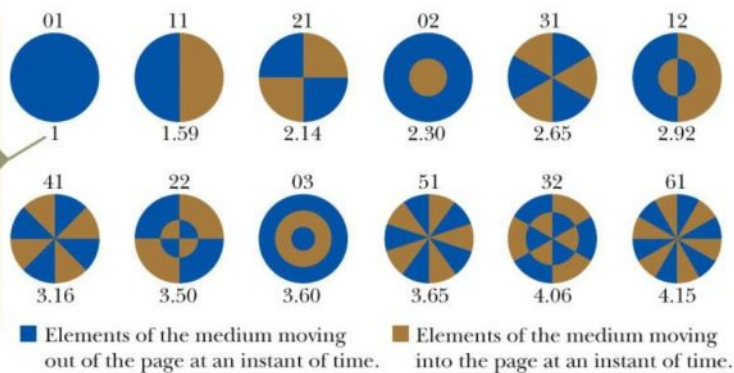 01 11 21 02 31 12
1 1.59 2.14 2.30 2.65 2.92
41 22 03 51 32 61
3.16 3.50 3.60 3.65 4.06 4.15
Elements of the medium moving
out of the page at an instant of time.
Elements of the medium moving
into the page at an instant of time.